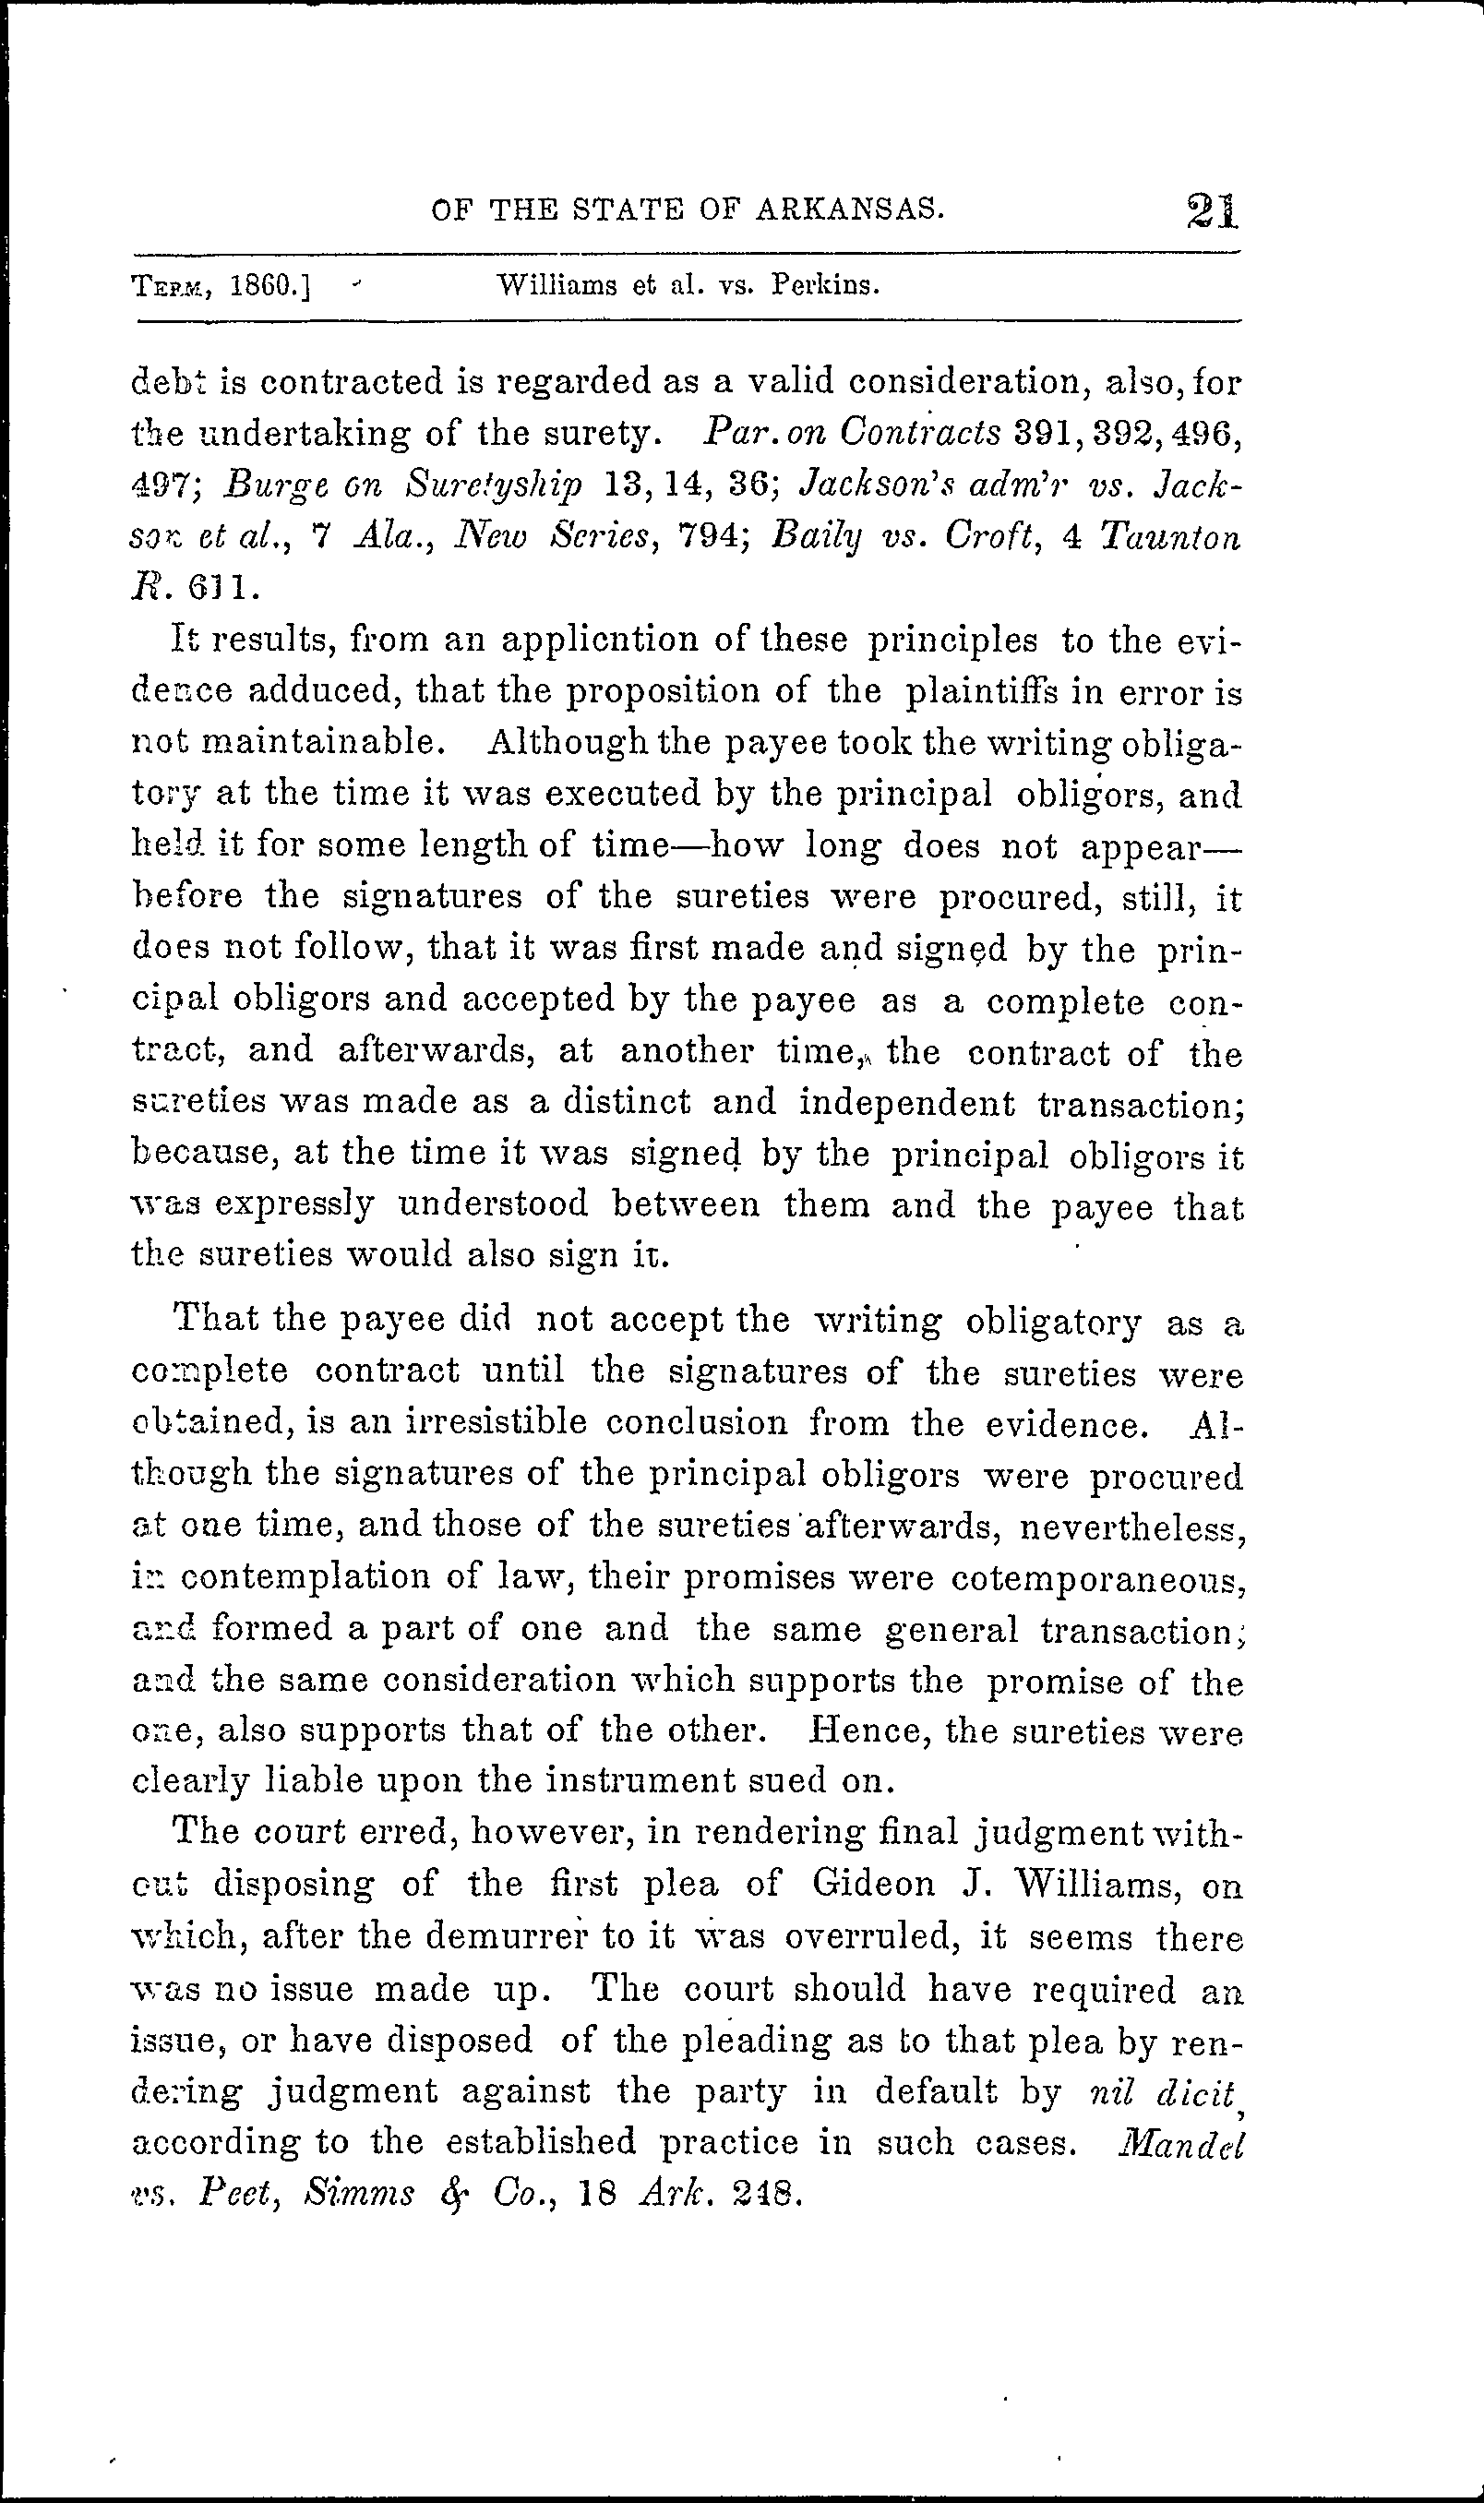 OF THE STATE OF ARKANSAS. 21
TERM, 1860.] Williams et al. vs. Perkins.
debt is contracted is regarded as a valid consideration, also, for
the undertaking of the surety. Par. on Contracts 391, 392, 496,
497; Burge on Suretyship 13, 14, 36; Jackson's adm'r vs. Jack-
son et al., 7 Ala., New Series, 794; Baily vs. Croft, 4 Taunton
R. 611.
It results, from an applicntion of these principles to the evi-
dence adduced, that the proposition of the plaintiffs in error is
not maintainable. Although the payee took the writing obliga-
tory at the time it was executed by the principal obligors, and
held it for some length of time—how long does not appear—
before the signatures of the sureties were procured, still, it
does not follow, that it was first made and signed by the prin-
cipal obligors and accepted by the payee as a complete con-
tract, and afterwards, at another time, the contract of the
sureties was made as a distinct and independent transaction;
because, at the time it was signed by the principal obligors it
was expressly understood between them and the payee that
the sureties would also sign it.
That the payee did not accept the writing obligatory as a
complete contract until the signatures of the sureties were
obtained, is an irresistible conclusion from the evidence. Al-
though the signatures of the principal obligors were procured
at one time, and those of the sureties afterwards, nevertheless,
in contemplation of law, their promises were cotemporaneous,
and formed a part of one and the same general transaction;
and the same consideration which supports the promise of the
one, also supports that of the other. Hence, the sureties were
clearly liable upon the instrument sued on.
The court erred, however, in rendering final judgment with-
out disposing of the first plea of Gideon J. Williams, on
which, after the demurrer to it was overruled, it seems there
was no issue made up. The court should have required an
issue, or have disposed of the pleading as to that plea by ren-
dering judgment against the party in default by nil dicit,
according to the established practice in such cases. Mandel
vs. Peet, Simms & Co., 18 Ark. 248.